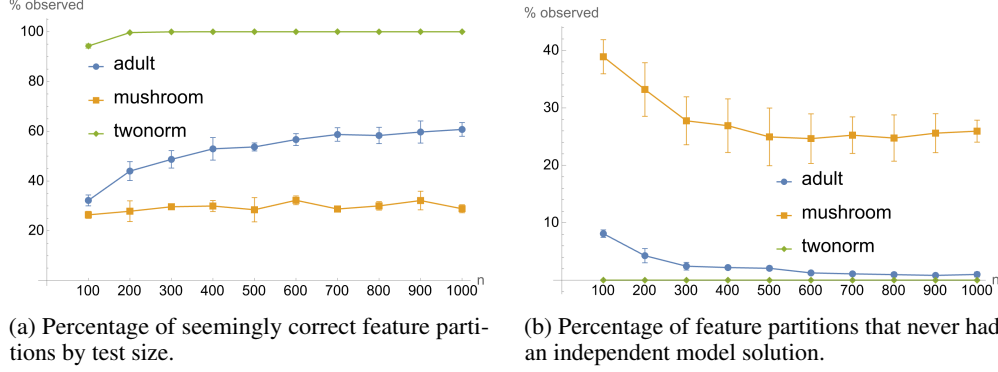 % observed
100
80
60
40
20
adult
mushroom
twonorm
100 200 300 400 500 600 700 800 900 1000 n
(a) Percentage of seemingly correct feature parti-
tions by test size.
% observed
40
30
20
10
adult
mushroom
twonorm
100 200 300 400 500 600 700 800 900 1000 n
(b) Percentage of feature partitions that never had
an independent model solution.